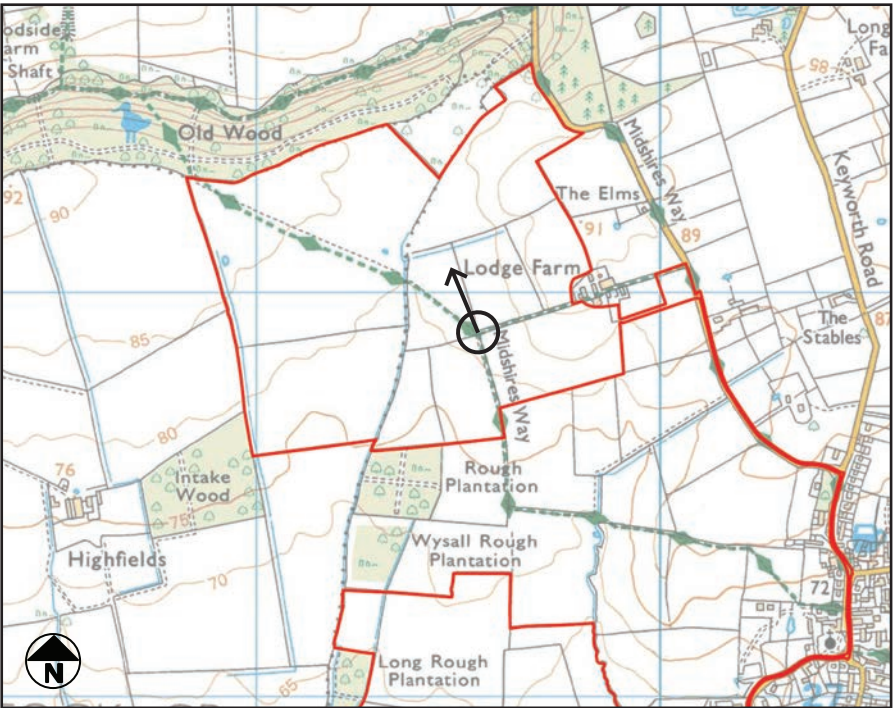 odside
arm
Shaft
Long
Fa
85
Old Wood
Midshires Way
Keyworth Road
92
90
The Elms
91
89
Lodge Farm
The
Stables
85
Midshires Way
80
76
Intake
Wood
75
Rough
Plantation
Highfields
Wysall Rough
Plantation
70
72
N
65
Long Rough
Plantation